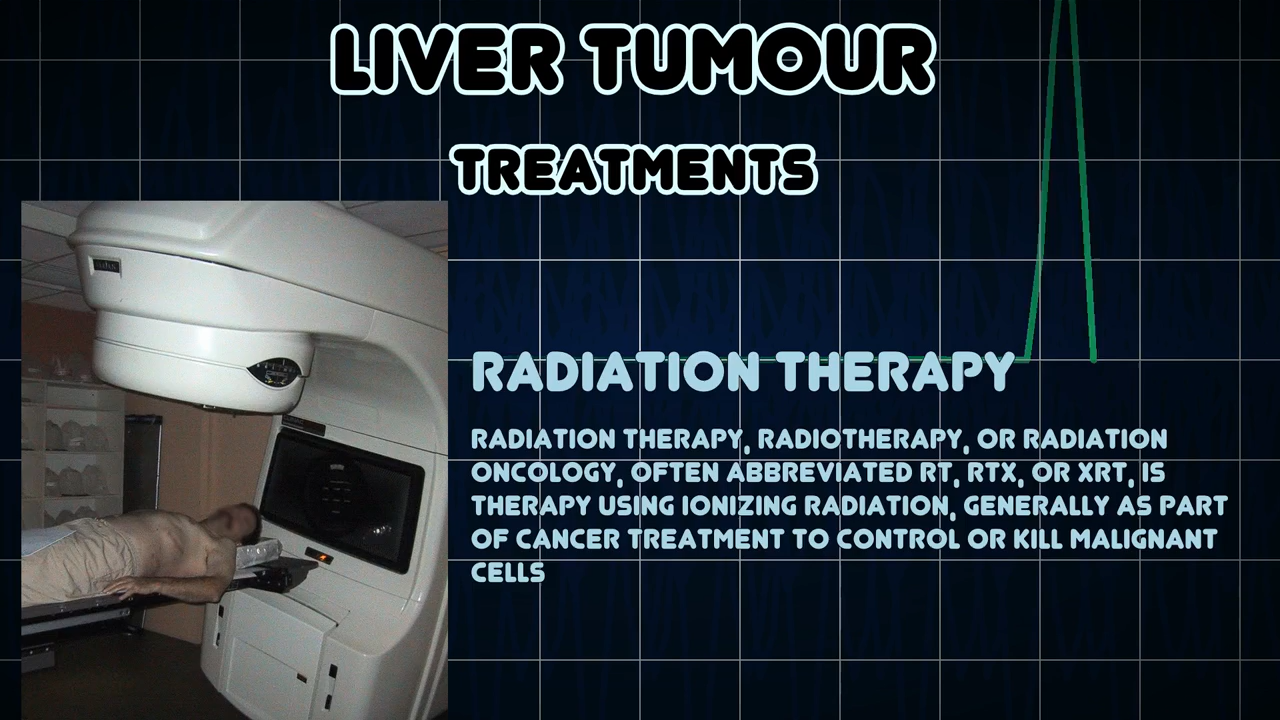 LIVER TUMOUR
TREATMENTS
RADIATION THERAPY
RADIATION THERAPY, RADIOTHERAPY, OR RADIATION
ONCOLOGY, OFTEN ABBREVIATED RT, RTX, OR XRT, IS
THERAPY USING IONIZING RADIATION, GENERALLY AS PART
OF CANCER TREATMENT TO CONTROL OR KILL MALIGNANT
CELLS